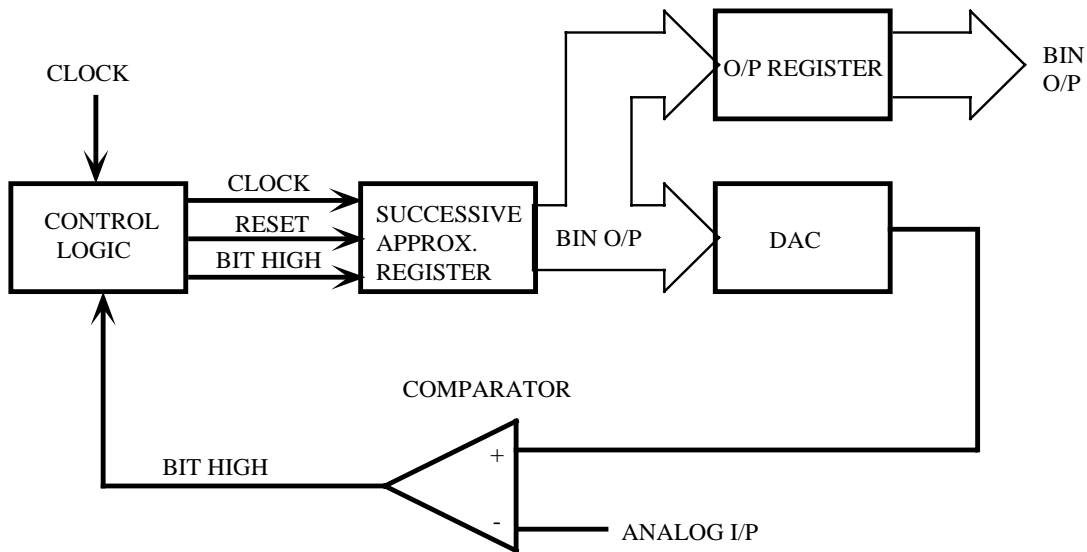 CLOCK
O/P REGISTER
BIN
O/P
CONTROL
LOGIC
CLOCK
RESET
BIT HIGH
SUCCESSIVE
APPROX.
REGISTER
BIN O/P
DAC
COMPARATOR
+
-
BIT HIGH
ANALOG I/P